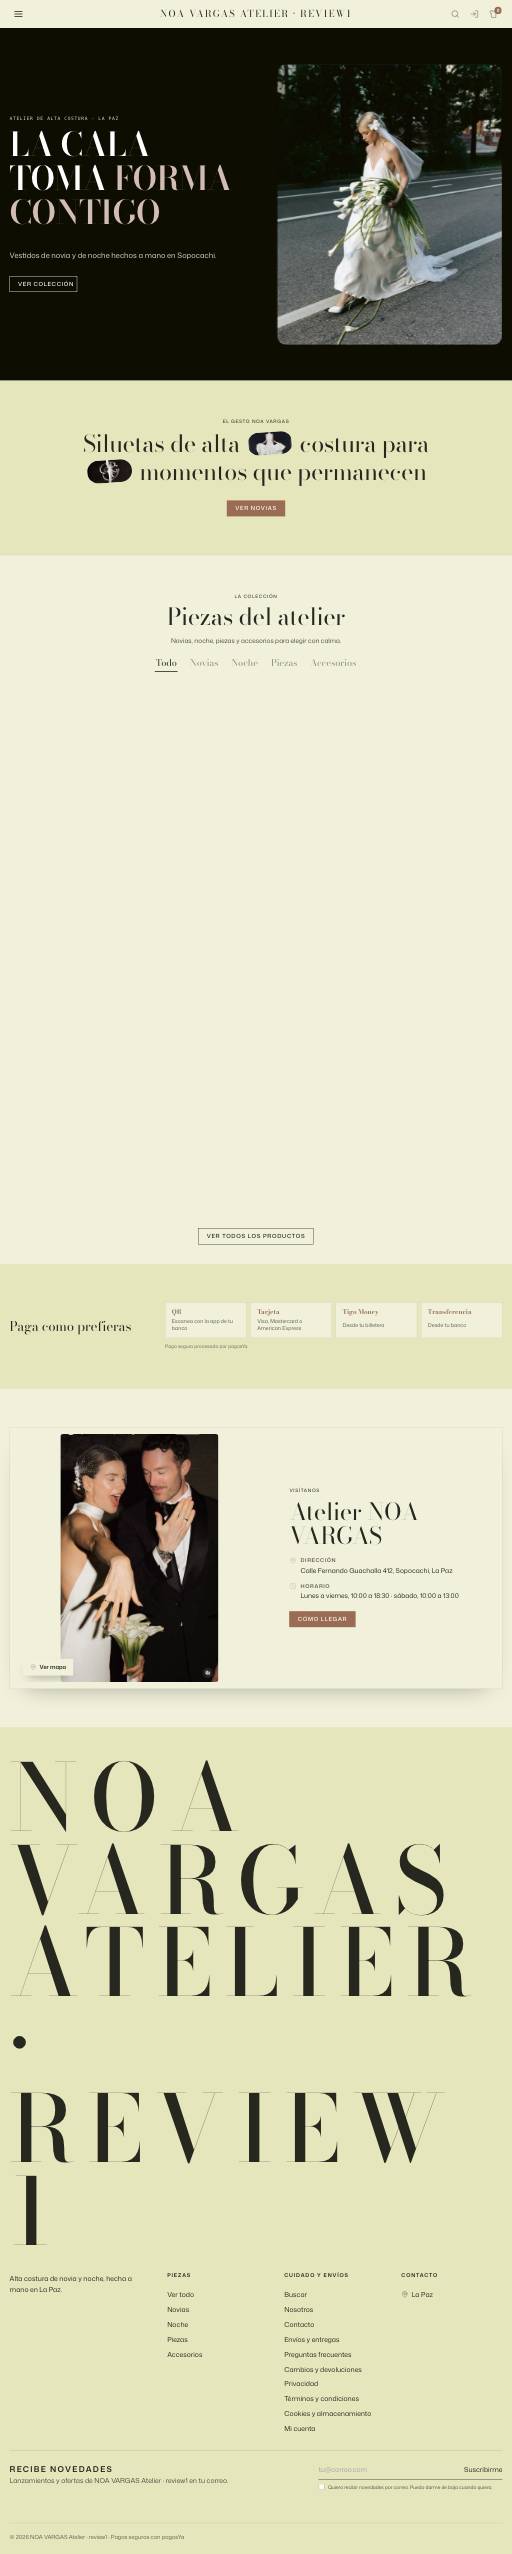 NOA VARGAS ATELIER · REVIEW1
0
ATELIER DE ALTA COSTURA · LA PAZ
LA CALA
TOMA FORMA
CONTIGO
Vestidos de novia y de noche hechos a mano en Sopocachi.
VER COLECCIÓN
EL GESTO NOA VARGAS
Siluetas de alta costura para
momentos que permanecen
VER NOVIAS
LA COLECCIÓN
Piezas del atelier
Novias, noche, piezas y accesorios para elegir con calma.
Todo Novias Noche Piezas Accesorios
VER TODOS LOS PRODUCTOS
Paga como prefieras
QR
Escanea con la app de tu
banco
Tarjeta
Visa, Mastercard o
American Express
Tigo Money
Desde tu billetera
Transferencia
Desde tu banco
Pago seguro procesado por pagosYa
Ver mapa
VISÍTANOS
Atelier NOA
VARGAS
DIRECCIÓN
Calle Fernando Guachalla 412, Sopocachi, La Paz
HORARIO
Lunes a viernes, 10:00 a 18:30 · sábado, 10:00 a 13:00
CÓMO LLEGAR
NOA
VARGAS
ATELIER
·
REVIEW
1
Alta costura de novia y noche, hecha a
mano en La Paz.
PIEZAS
Ver todo
Novias
Noche
Piezas
Accesorios
CUIDADO Y ENVÍOS
Buscar
Nosotros
Contacto
Envíos y entregas
Preguntas frecuentes
Cambios y devoluciones
Privacidad
Términos y condiciones
Cookies y almacenamiento
Mi cuenta
CONTACTO
La Paz
RECIBE NOVEDADES
Lanzamientos y ofertas de NOA VARGAS Atelier · review1 en tu correo.
tu@correo.com
Suscribirme
Quiero recibir novedades por correo. Puedo darme de baja cuando quiera.
© 2026 NOA VARGAS Atelier · review1 · Pagos seguros con pagosYa